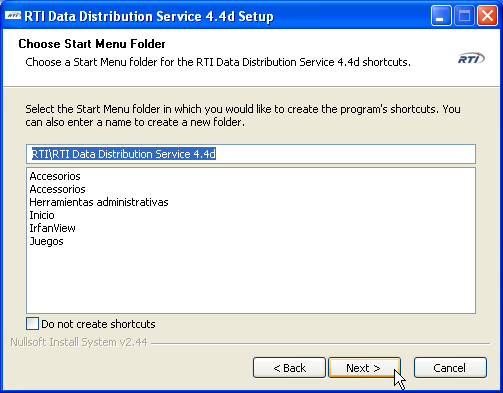 RTI RTI Data Distribution Service 4.4d Setup
Choose Start Menu Folder
Choose a Start Menu folder for the RTI Data Distribution Service 4.4d shortcuts.
RTI
Select the Start Menu folder in which you would like to create the program's shortcuts. You
can also enter a name to create a new folder.
RTI\RTI Data Distribution Service 4.4d
Accesorios
Accessorios
Herramientas administrativas
Inicio
IrfanView
Juegos
Do not create shortcuts
Nullsoft Install System v2.44
< Back
Next >
Cancel